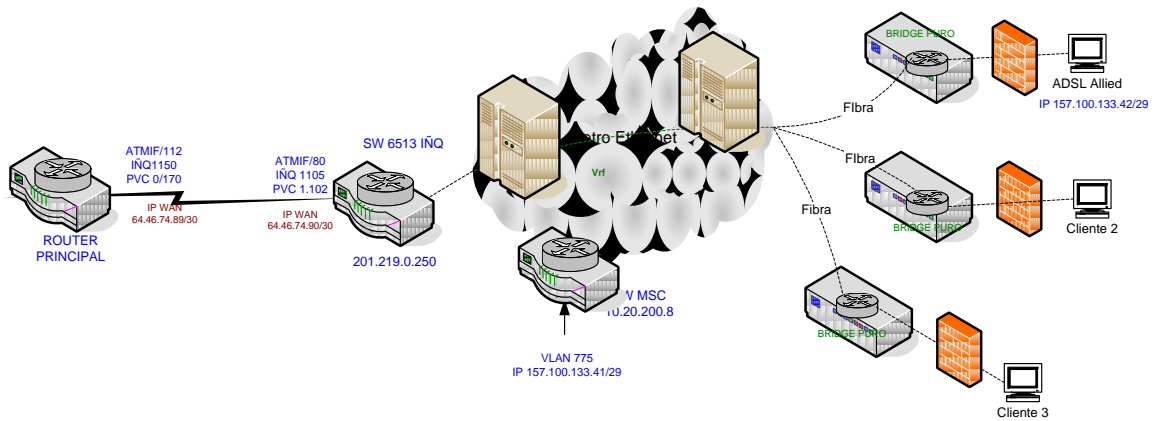 ATMIF/112
IÑQ1150
PVC 0/170
IP WAN
64.46.74.89/30
ROUTER
PRINCIPAL
SW 6513 IÑQ
ATMIF/80
IÑQ 1105
PVC 1.102
IP WAN
64.46.74.90/30
201.219.0.250
Vrf
MSC
10.20.200.8
VLAN 775
IP 157.100.133.41/29
FIbra
FIbra
Fibra
BRIDGE PURO
ADSL Allied
IP 157.100.133.42/29
BRIDGE PURO
Cliente 2
BRIDGE PURO
Cliente 3